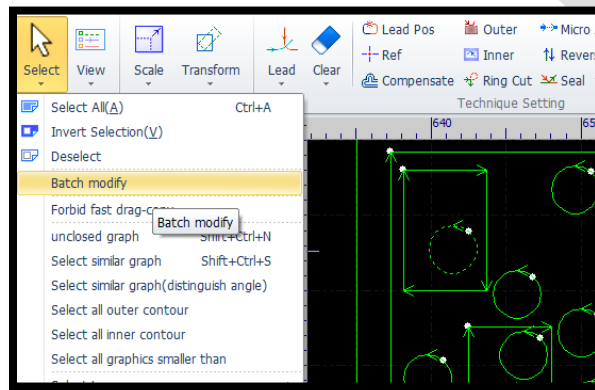 Lead Pos Outer Micro
Ref Inner Revers
Select View Scale Transform Lead Clear Compensate Ring Cut Seal
Technique Setting
Select All(A) Ctrl+A
640 65
Invert Selection(V)
Deselect
Batch modify
Forbid fast drag-copy
Batch modify
unclosed graph Shift+Ctrl+N
Select similar graph Shift+Ctrl+S
Select similar graph(distinguish angle)
Select all outer contour
Select all inner contour
Select all graphics smaller than